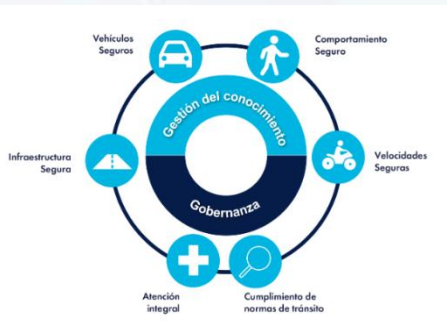 Vehículos
Seguros
Comportamiento
Seguro
Gestión del conocimiento
Infraestructura
Segura
Velocidades
Seguras
Gobernanza
Atención
integral
Cumplimiento de
normas de tránsito